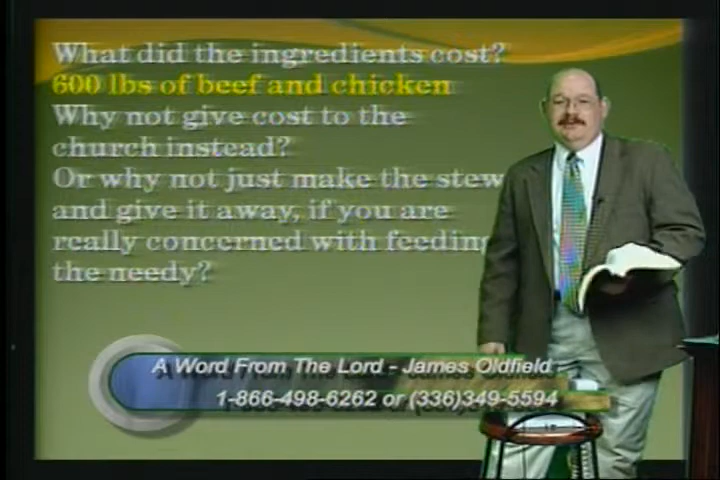 What did the ingredients cost?
600 lbs of beef and chicken
Why not give cost to the
church instead?
Or why not just make the stew
and give it away, if you are
really concerned with feeding
the needy?
A Word From The Lord - James Oldfield
1-866-498-6262 or (336)349-5594